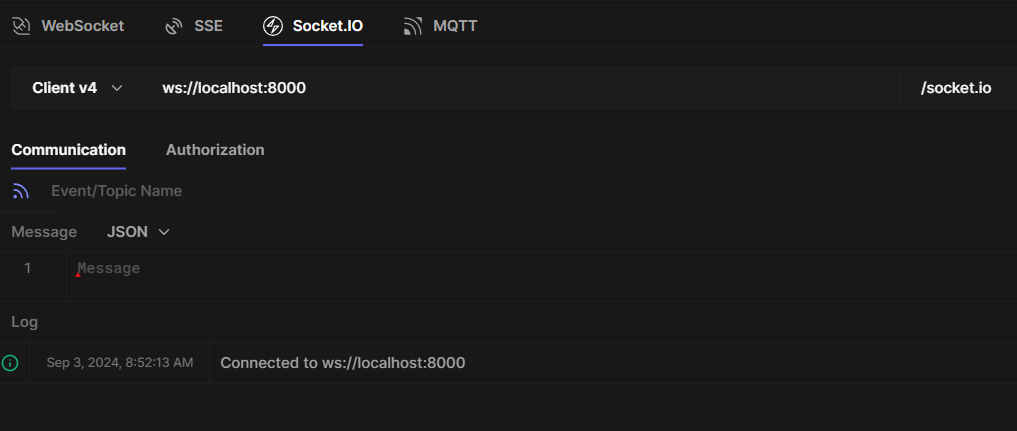 WebSocket SSE Socket.IO MQTT
Client v4 ws://localhost:8000 /socket.io
Communication Authorization
Event/Topic Name
Message JSON
1 Message
Log
Sep 3, 2024, 8:52:13 AM Connected to ws://localhost:8000